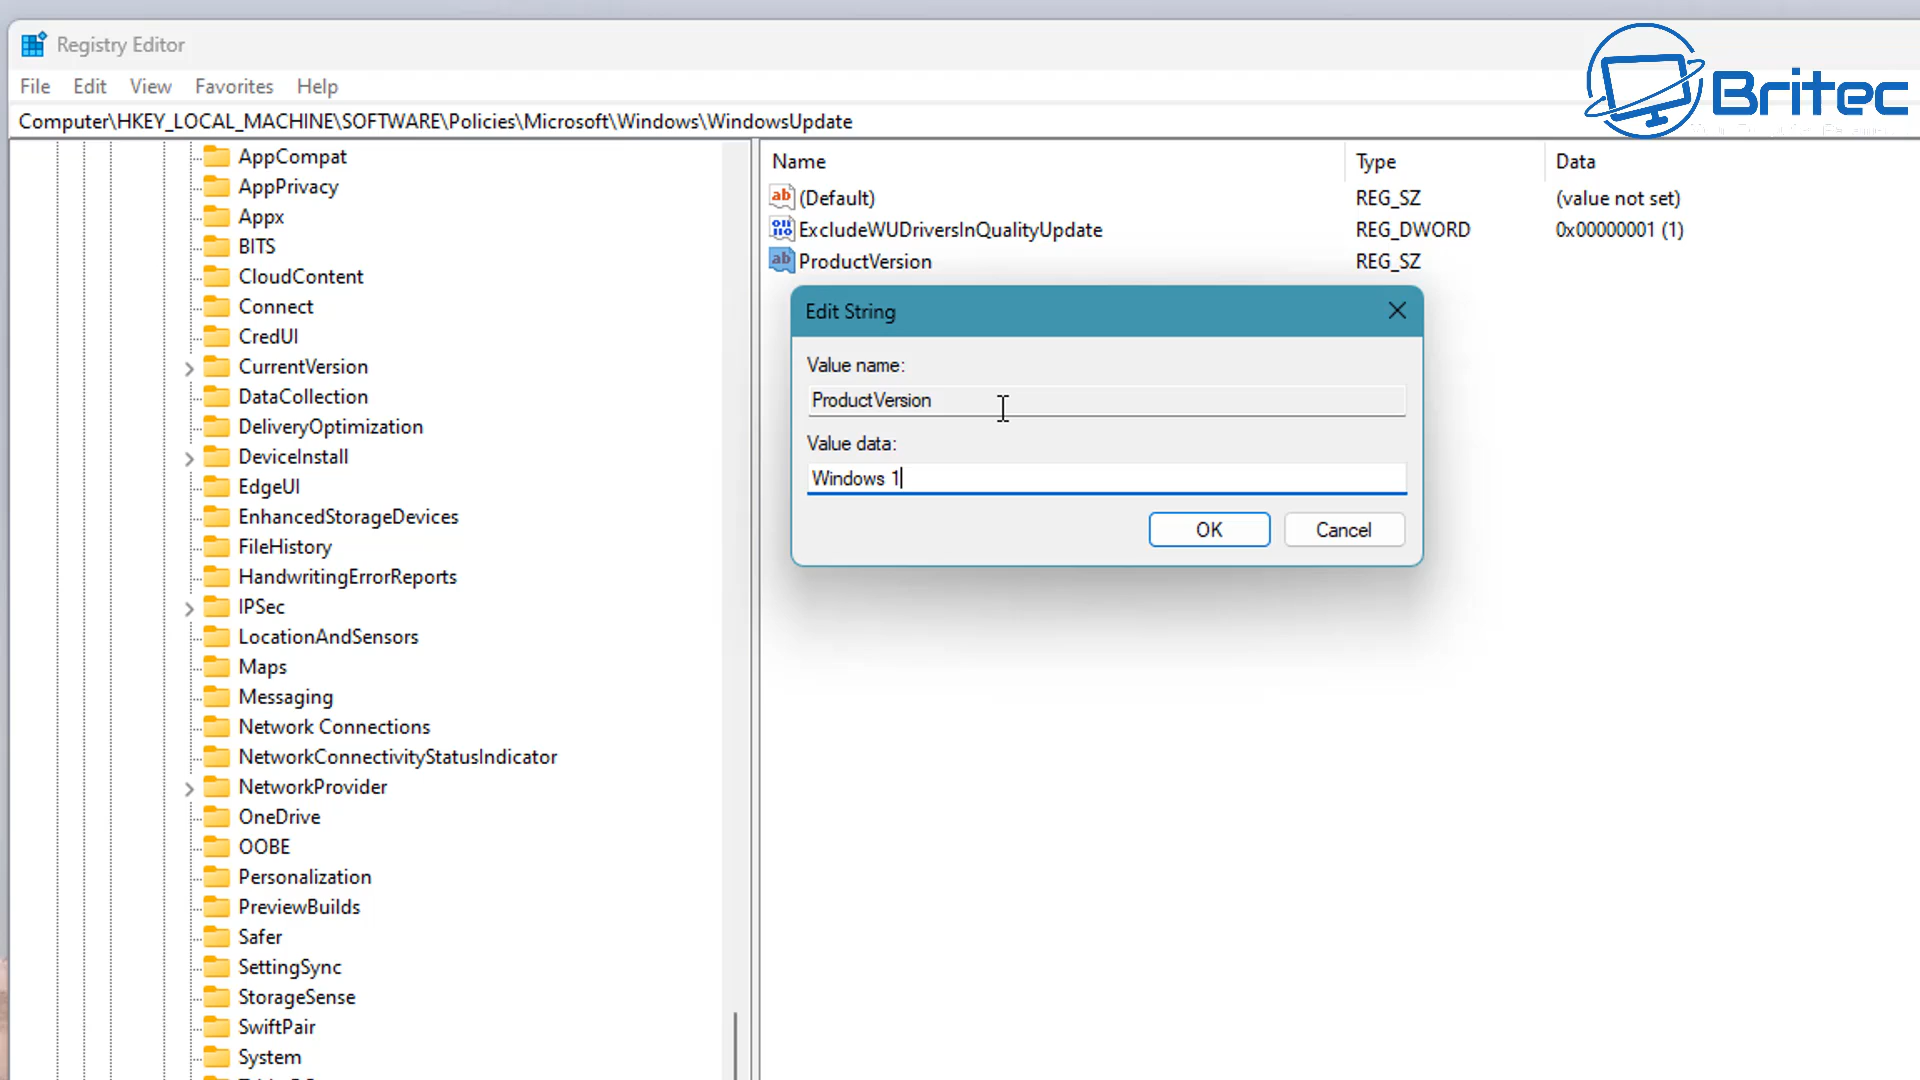 Registry Editor
Britec
File Edit View Favorites Help
Computer\HKEY_LOCAL_MACHINE\SOFTWARE\Policies\Microsoft\Windows\WindowsUpdate
AppCompat
AppPrivacy
Appx
BITS
CloudContent
Connect
CredUI
CurrentVersion
DataCollection
DeliveryOptimization
DeviceInstall
EdgeUI
EnhancedStorageDevices
FileHistory
HandwritingErrorReports
IPSec
LocationAndSensors
Maps
Messaging
Network Connections
NetworkConnectivityStatusIndicator
NetworkProvider
OneDrive
OOBE
Personalization
PreviewBuilds
Safer
SettingSync
StorageSense
SwiftPair
System
Name Type Data
(Default) REG_SZ (value not set)
ExcludeWUDriversInQualityUpdate REG_DWORD 0x00000001 (1)
ProductVersion REG_SZ
Edit String
Value name:
ProductVersion
Value data:
Windows 1
OK Cancel